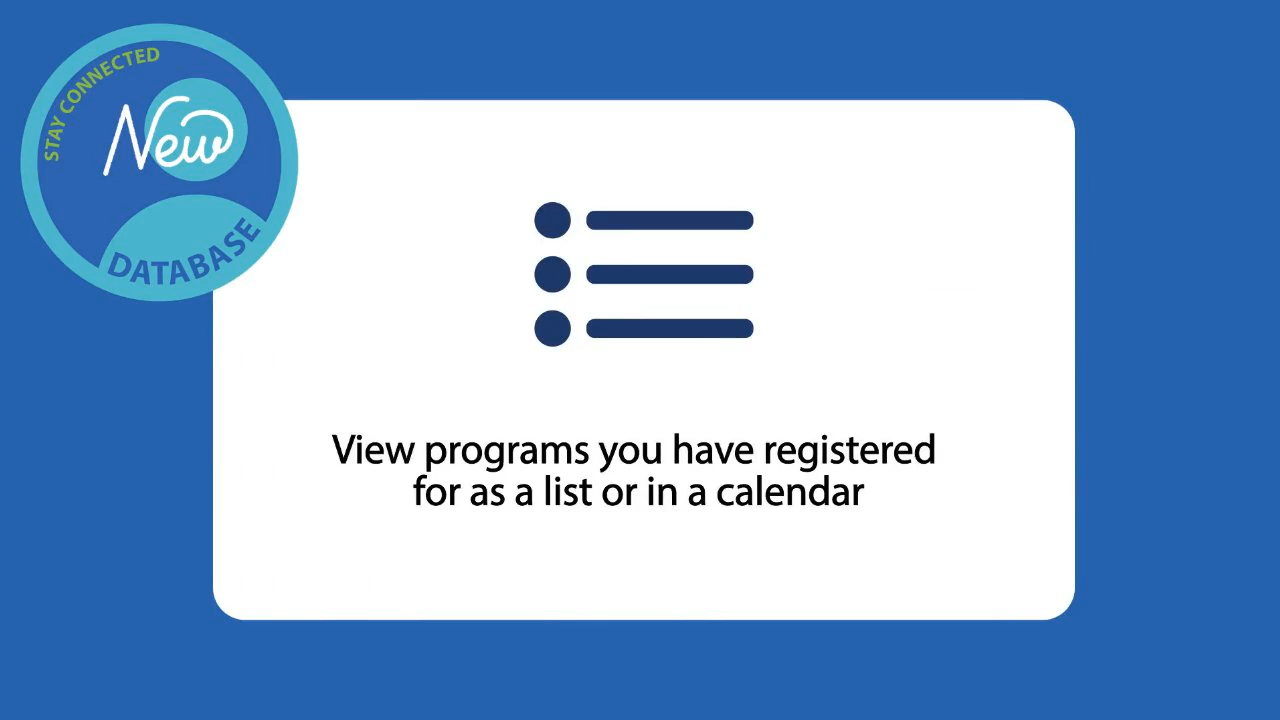 STAY CONNECTED
New
DATABASE
View programs you have registered
for as a list or in a calendar